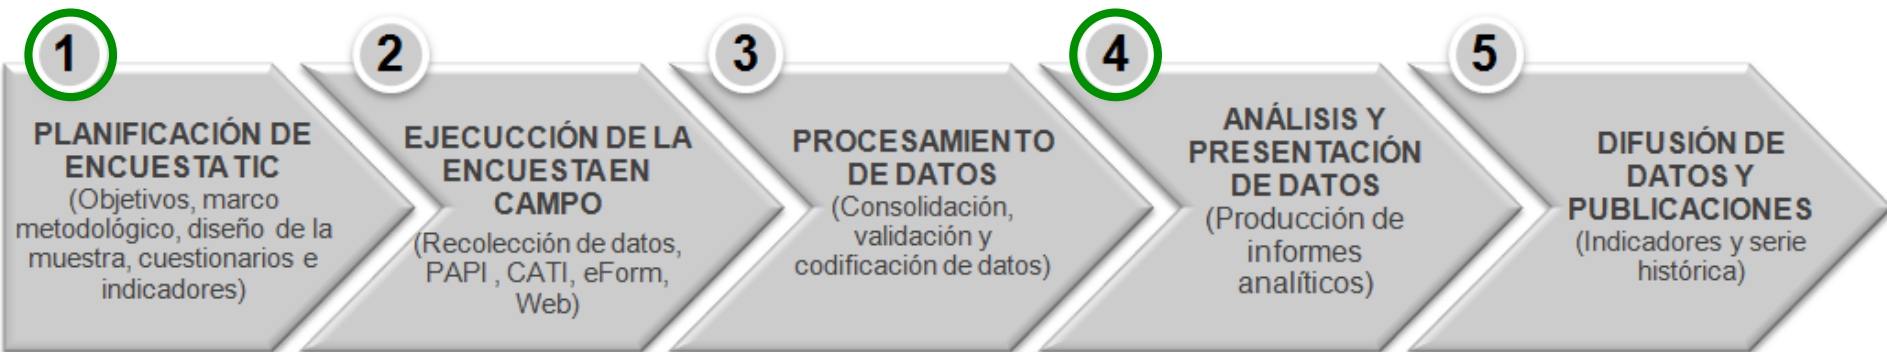 1
PLANIFICACIÓN DE
ENCUESTA TIC
(Objetivos, marco
metodológico, diseño de la
muestra, cuestionarios e
indicadores)
2
EJECUCCIÓN DE LA
ENCUESTA EN
CAMPO
(Recolección de datos,
PAPI , CATI, eForm,
Web)
3
PROCESAMIENTO
DE DATOS
(Consolidación,
validación y
codificación de datos)
4
ANÁLISIS Y
PRESENTACIÓN
DE DATOS
(Producción de
informes
analíticos)
5
DIFUSIÓN DE
DATOS Y
PUBLICACIONES
(Indicadores y serie
histórica)